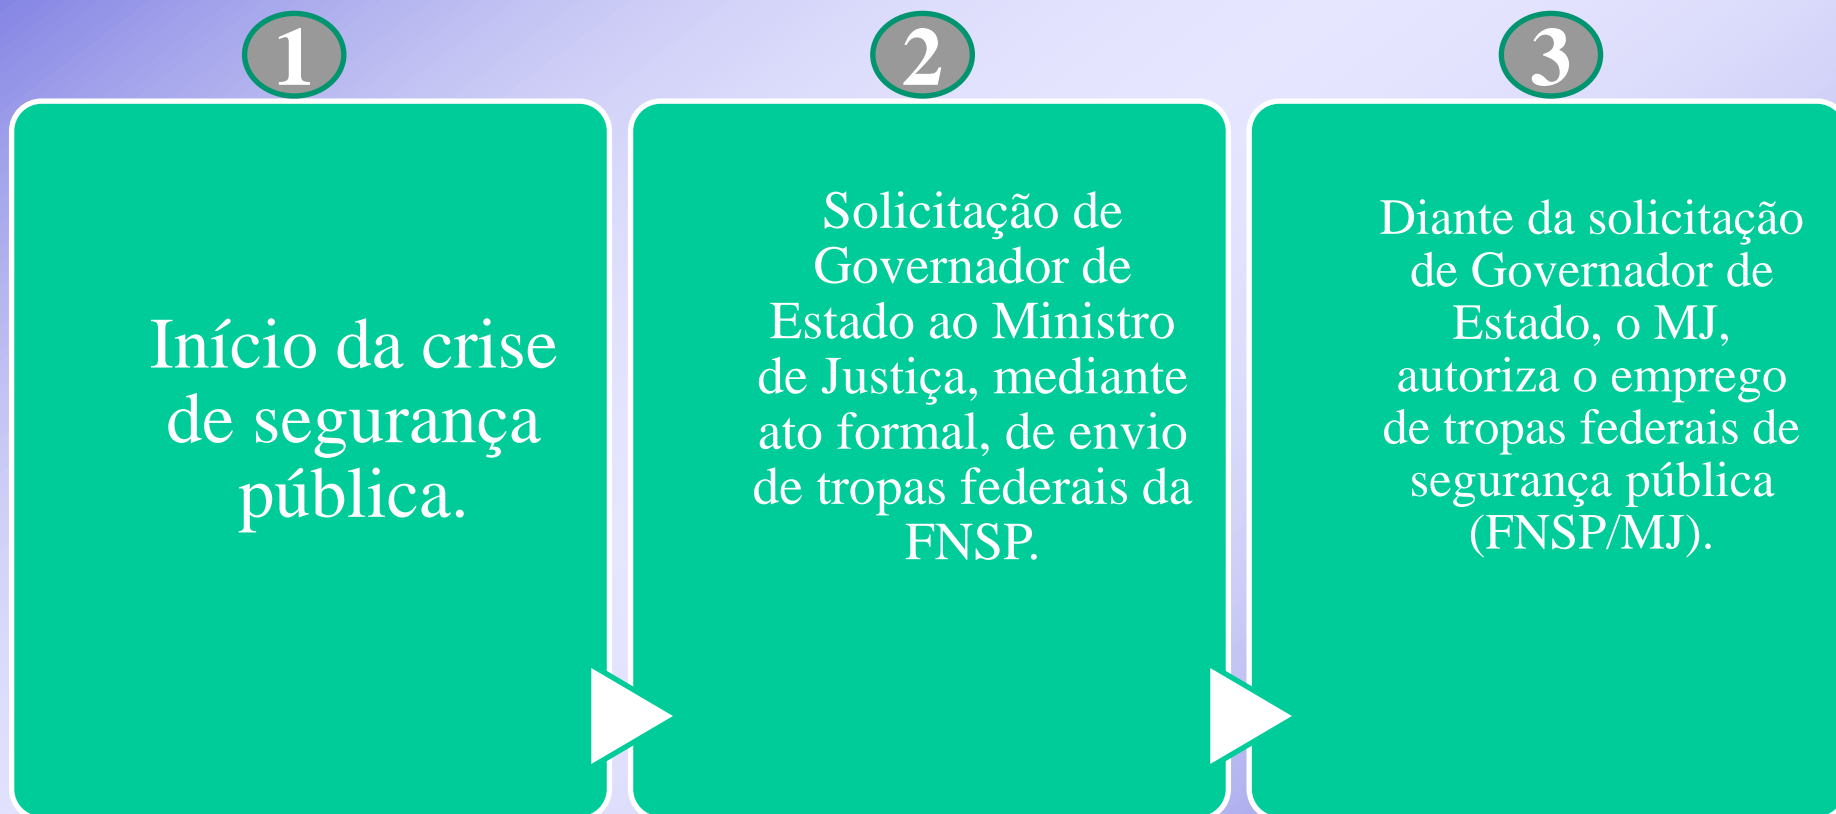 1
Início da crise
de segurança
pública.
2
Solicitação de
Governador de
Estado ao Ministro
de Justiça, mediante
ato formal, de envio
de tropas federais da
FNSP.
3
Diante da solicitação
de Governador de
Estado, o MJ,
autoriza o emprego
de tropas federais de
segurança pública
(FNSP/MJ).